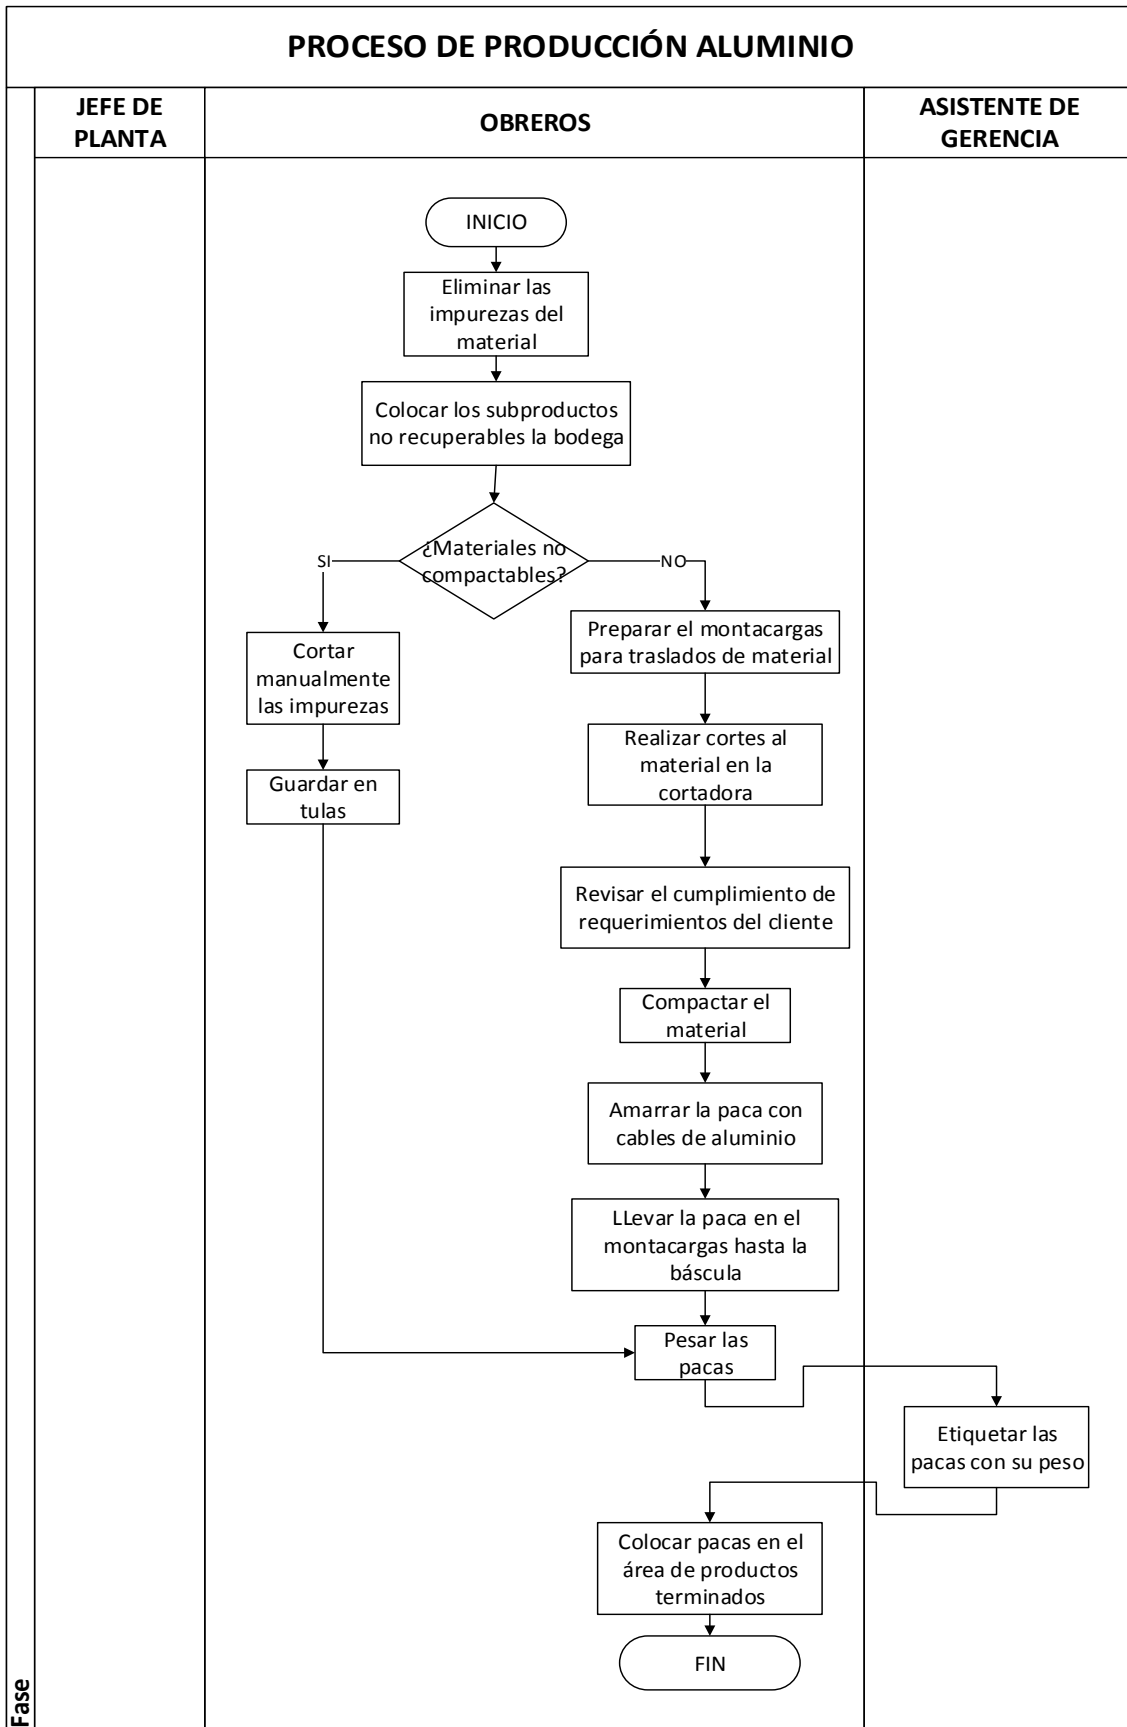 PROCESO DE PRODUCCIÓN ALUMINIO
JEFE DE
PLANTA
OBREROS
ASISTENTE DE
GERENCIA
INICIO
Eliminar las
impurezas del
material
Colocar los subproductos
no recuperables la bodega
¿Materiales no
compactables?
SI
NO
Cortar
manualmente
las impurezas
Guardar en
tulas
Preparar el montacargas
para traslados de material
Realizar cortes al
material en la
cortadora
Revisar el cumplimiento de
requerimientos del cliente
Compactar el
material
Amarrar la paca con
cables de aluminio
LLevar la paca en el
montacargas hasta la
báscula
Pesar las
pacas
Etiquetar las
pacas con su peso
Colocar pacas en el
área de productos
terminados
FIN
Fase